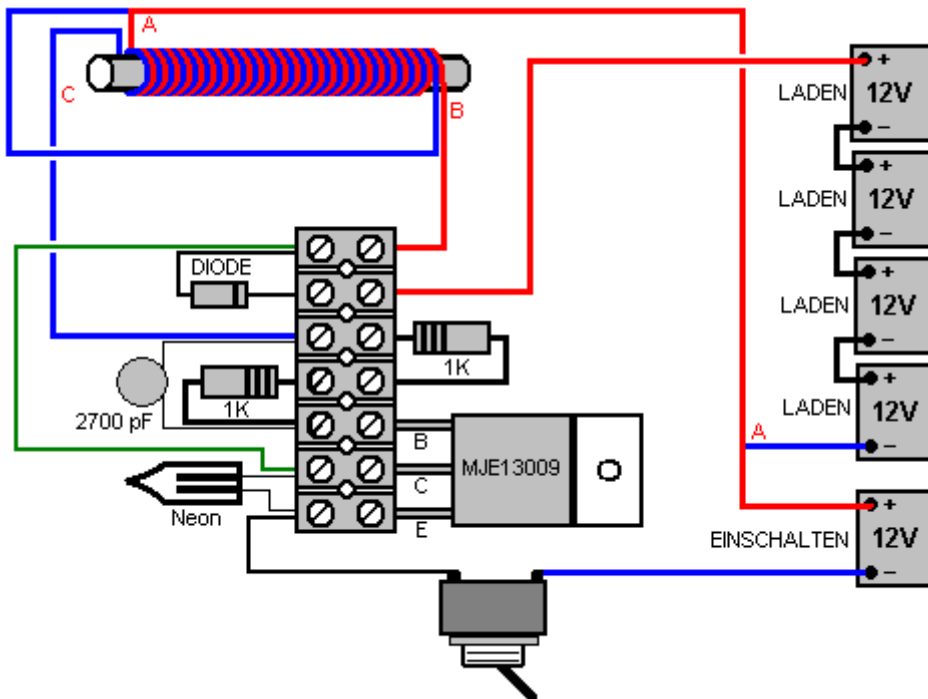 A
C
B
+
LADEN
12V
−
+
LADEN
12V
−
DIODE
+
LADEN
12V
−
1K
2700 pF
1K
+
LADEN
12V
A
−
B
MJE13009
C
Neon
E
+
EINSCHALTEN
12V
−